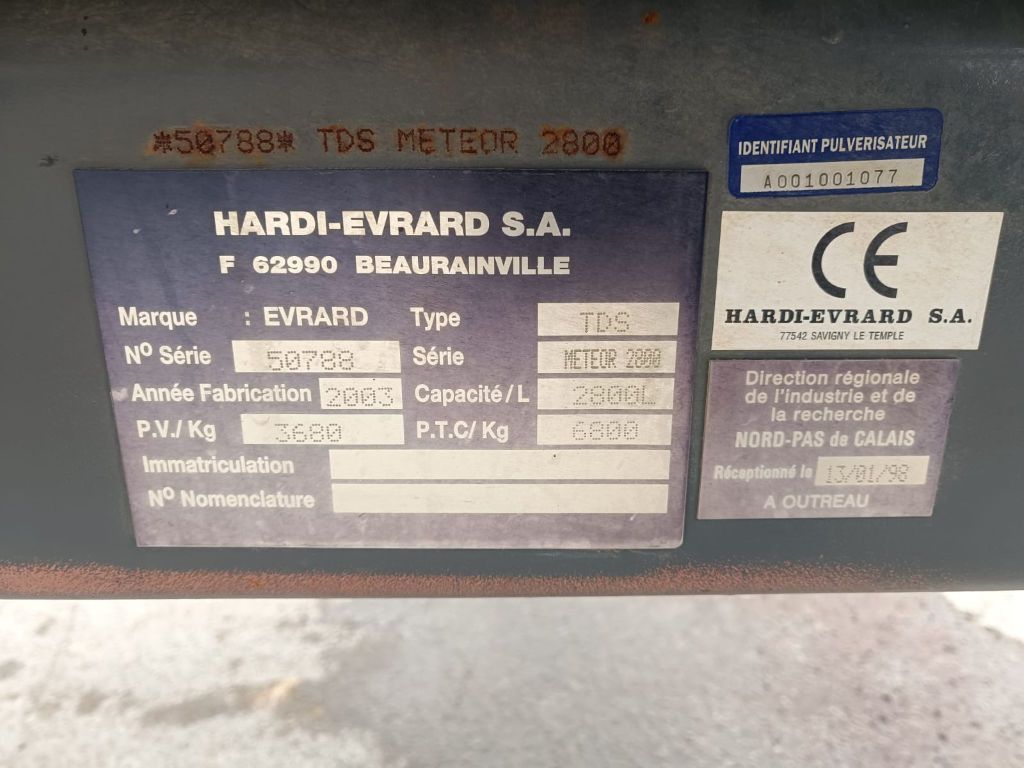 *50788* TDS METEOR 2800
HARDI-EVRARD S.A.
F 62990 BEAURAINVILLE
Marque : EVRARD Type TDS
Nº Série 50788 Série METEOR 2800
Année Fabrication 2003 Capacité/L 2800L
P.V./Kg 3680 P.T.C/Kg 6800
Immatriculation
Nº Nomenclature
IDENTIFIANT PULVERISATEUR
A001001077
CE
HARDI-EVRARD S.A.
77542 SAVIGNY LE TEMPLE
Direction régionale
de l'industrie et de
la recherche
NORD-PAS de CALAIS
Réceptionné le 13/01/98
A OUTREAU